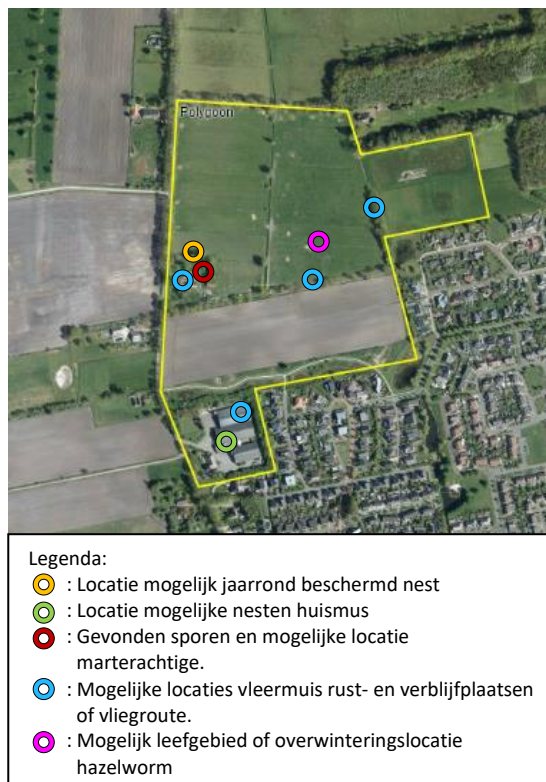 Polygoon
Legenda:
: Locatie mogelijk jaarrond beschermd nest
: Locatie mogelijke nesten huismus
: Gevonden sporen en mogelijke locatie
marterachtige.
: Mogelijke locaties vleermuis rust- en verblijfplaatsen
of vliegroute.
: Mogelijk leefgebied of overwinteringslocatie
hazelworm